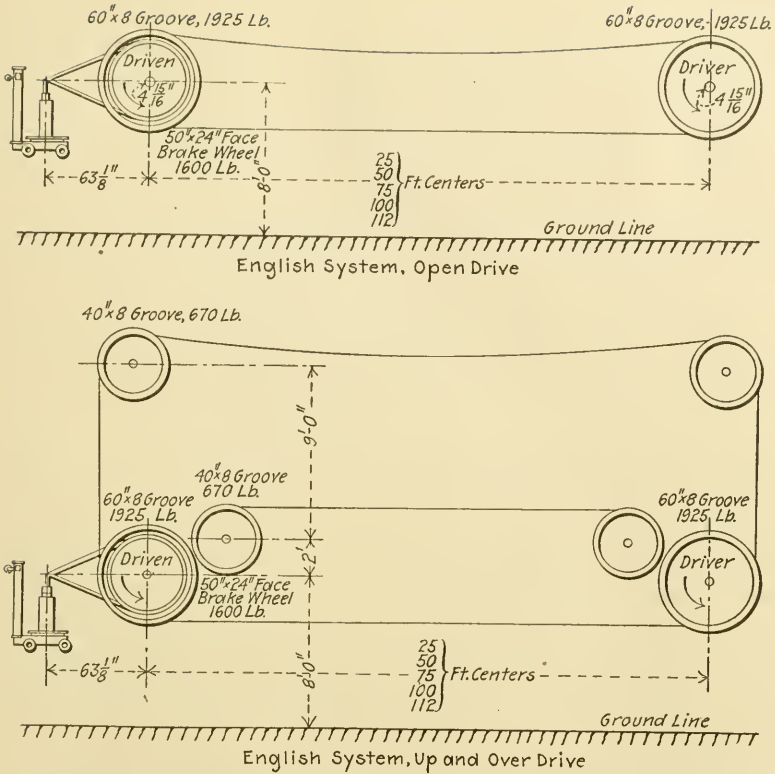 60"×8 Groove, 1925 Lb.
60"×8 Groove, 1925 Lb.
Driven
4 15/16
Driver
4 15/16
50"×24" Face
Brake Wheel
1600 Lb.
63 1/8"
8'-0"
25
50
75
100
112
Ft. Centers
Ground Line
English System, Open Drive
40"×8 Groove, 670 Lb.
9'-0"
40"×8 Groove
670 Lb.
60"×8 Groove
1925 Lb.
60"×8 Groove
1925 Lb.
Driven
2'
Driver
50"×24" Face
Brake Wheel
1600 Lb.
63 1/8"
8'-0"
25
50
75
100
112
Ft. Centers
Ground Line
English System, Up and Over Drive